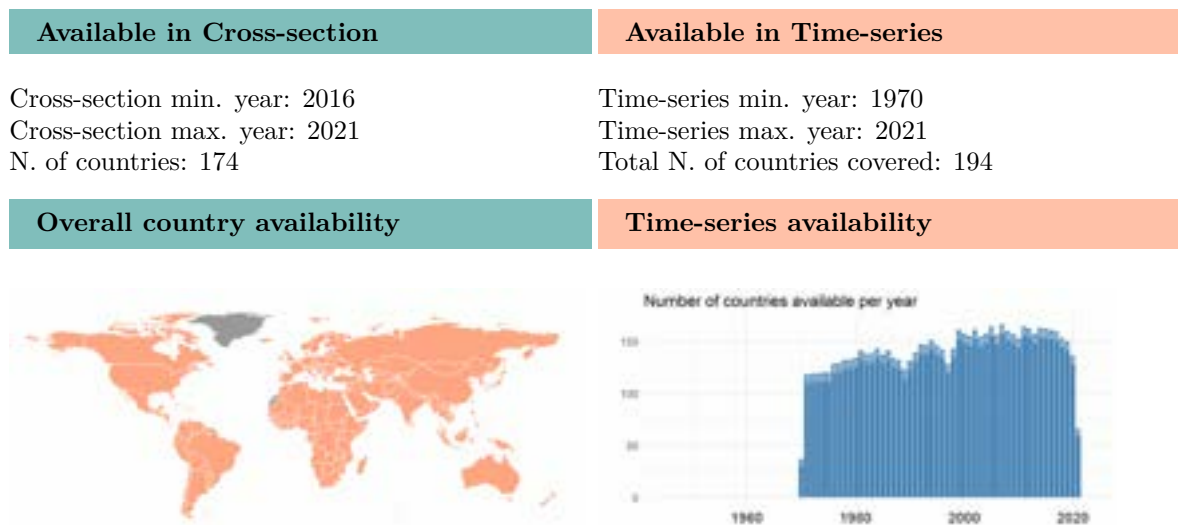 Available in Cross-section
Available in Time-series
Cross-section min. year: 2016
Cross-section max. year: 2021
N. of countries: 174
Time-series min. year: 1970
Time-series max. year: 2021
Total N. of countries covered: 194
Overall country availability
Time-series availability
Number of countries available per year
150
100
50
0
1960 1980 2000 2020